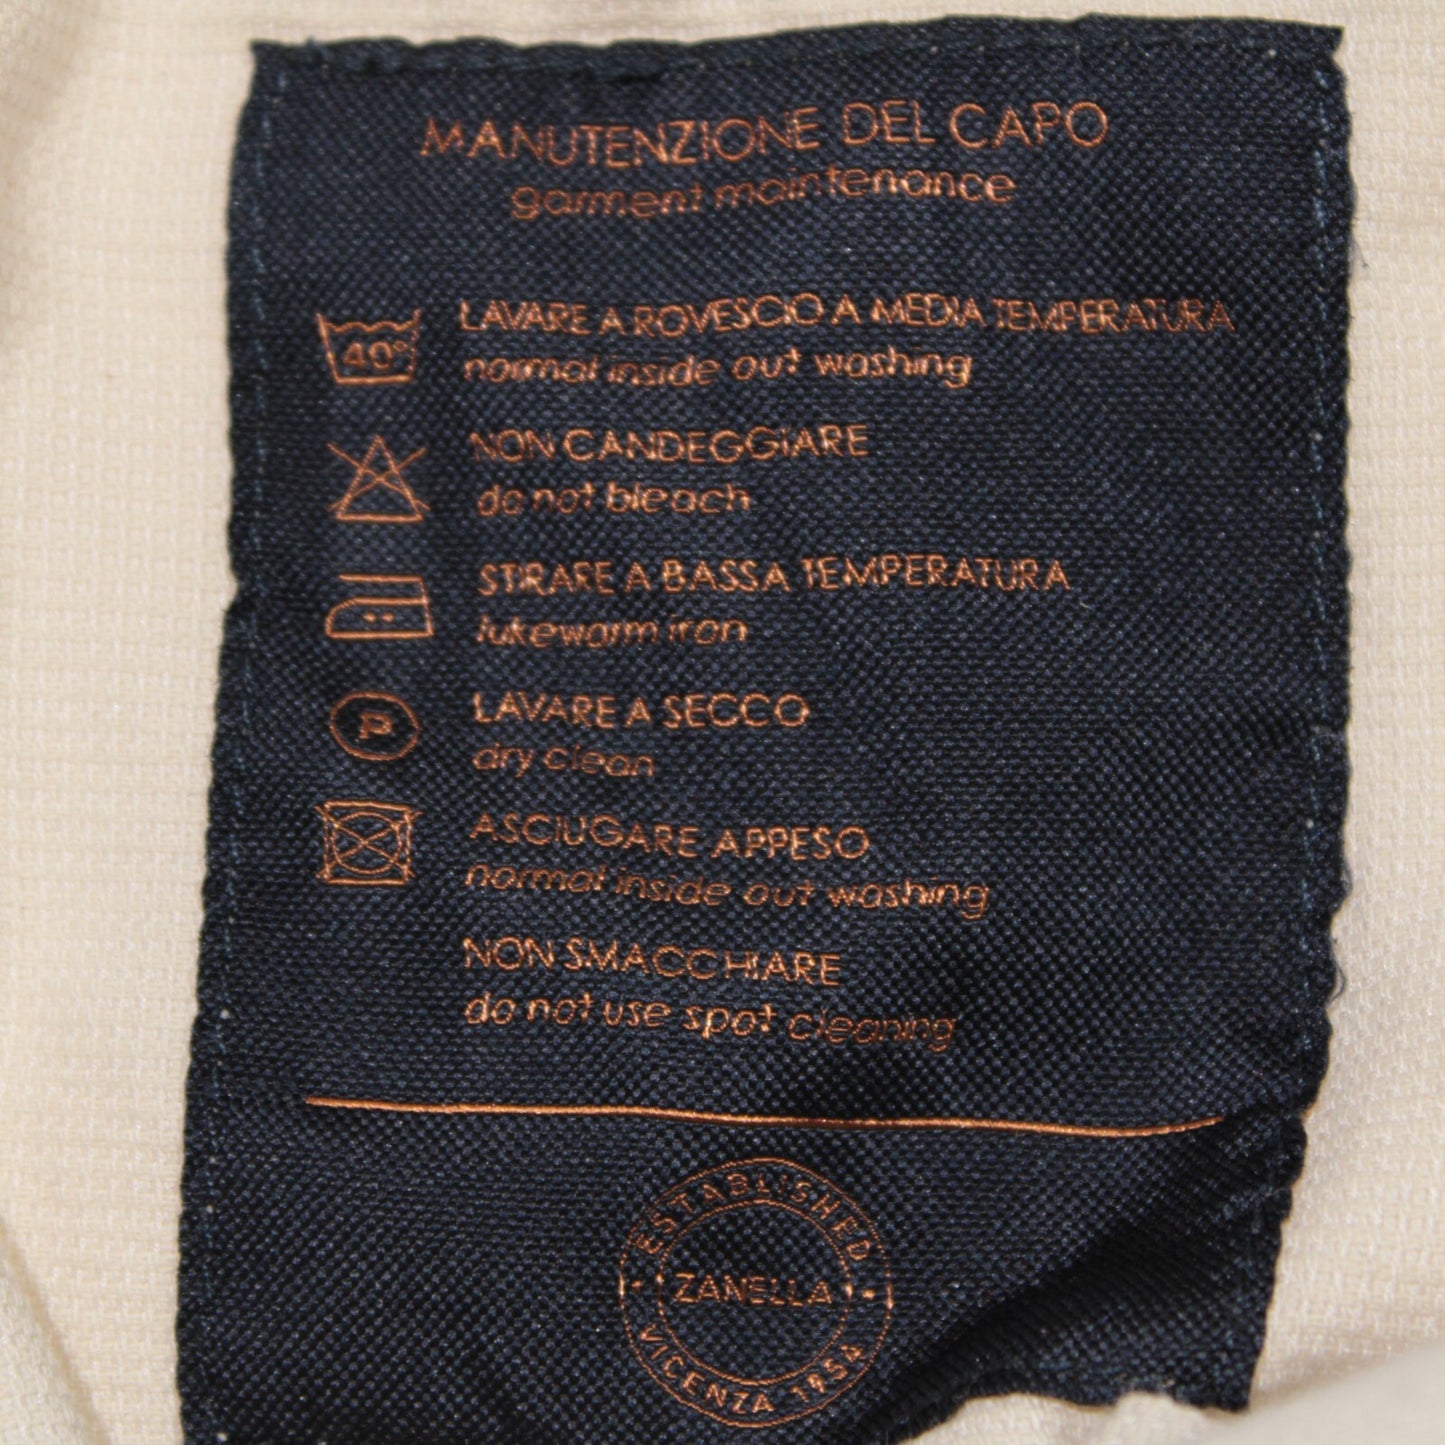 MANUTENZIONE DEL CAPO
garment maintenance
40°
LAVARE A ROVESCIO A MEDIA TEMPERATURA
normal inside out washing
NON CANDEGGIARE
do not bleach
STIRARE A BASSA TEMPERATURA
lukewarm iron
P
LAVARE A SECCO
dry clean
ASCIUGARE APPESO
normal inside out washing
NON SMACCHIARE
do not use spot cleaning
ESTABLISHED
ZANELLA
VICENZA 1954